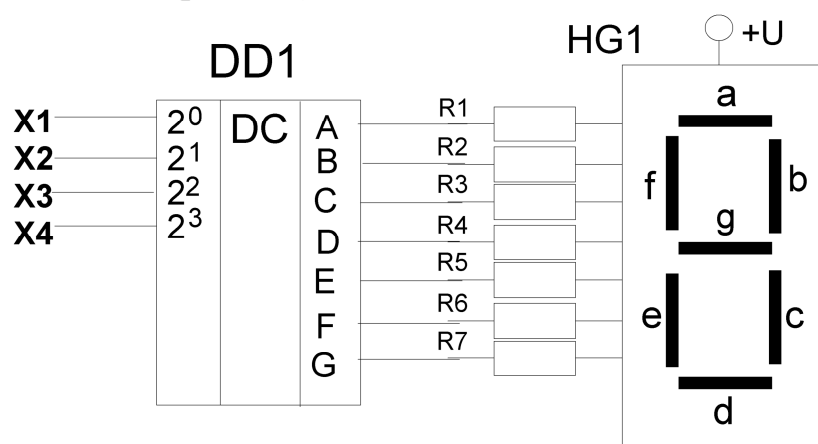 HG1
+U
DD1
X1
X2
X3
X4
2⁰
2¹
2²
2³
DC
A
B
C
D
E
F
G
R1
R2
R3
R4
R5
R6
R7
a
f
b
g
e
c
d